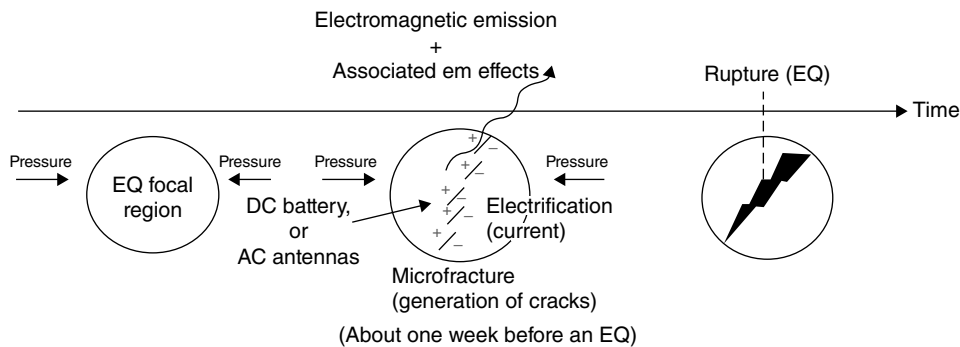 Electromagnetic emission
+
Associated em effects
Rupture (EQ)
Time
Pressure
EQ focal
region
Pressure
Pressure
+ −
+ −
+ −
+ −
+ −
Pressure
DC battery,
or
AC antennas
Electrification
(current)
Microfracture
(generation of cracks)
(About one week before an EQ)